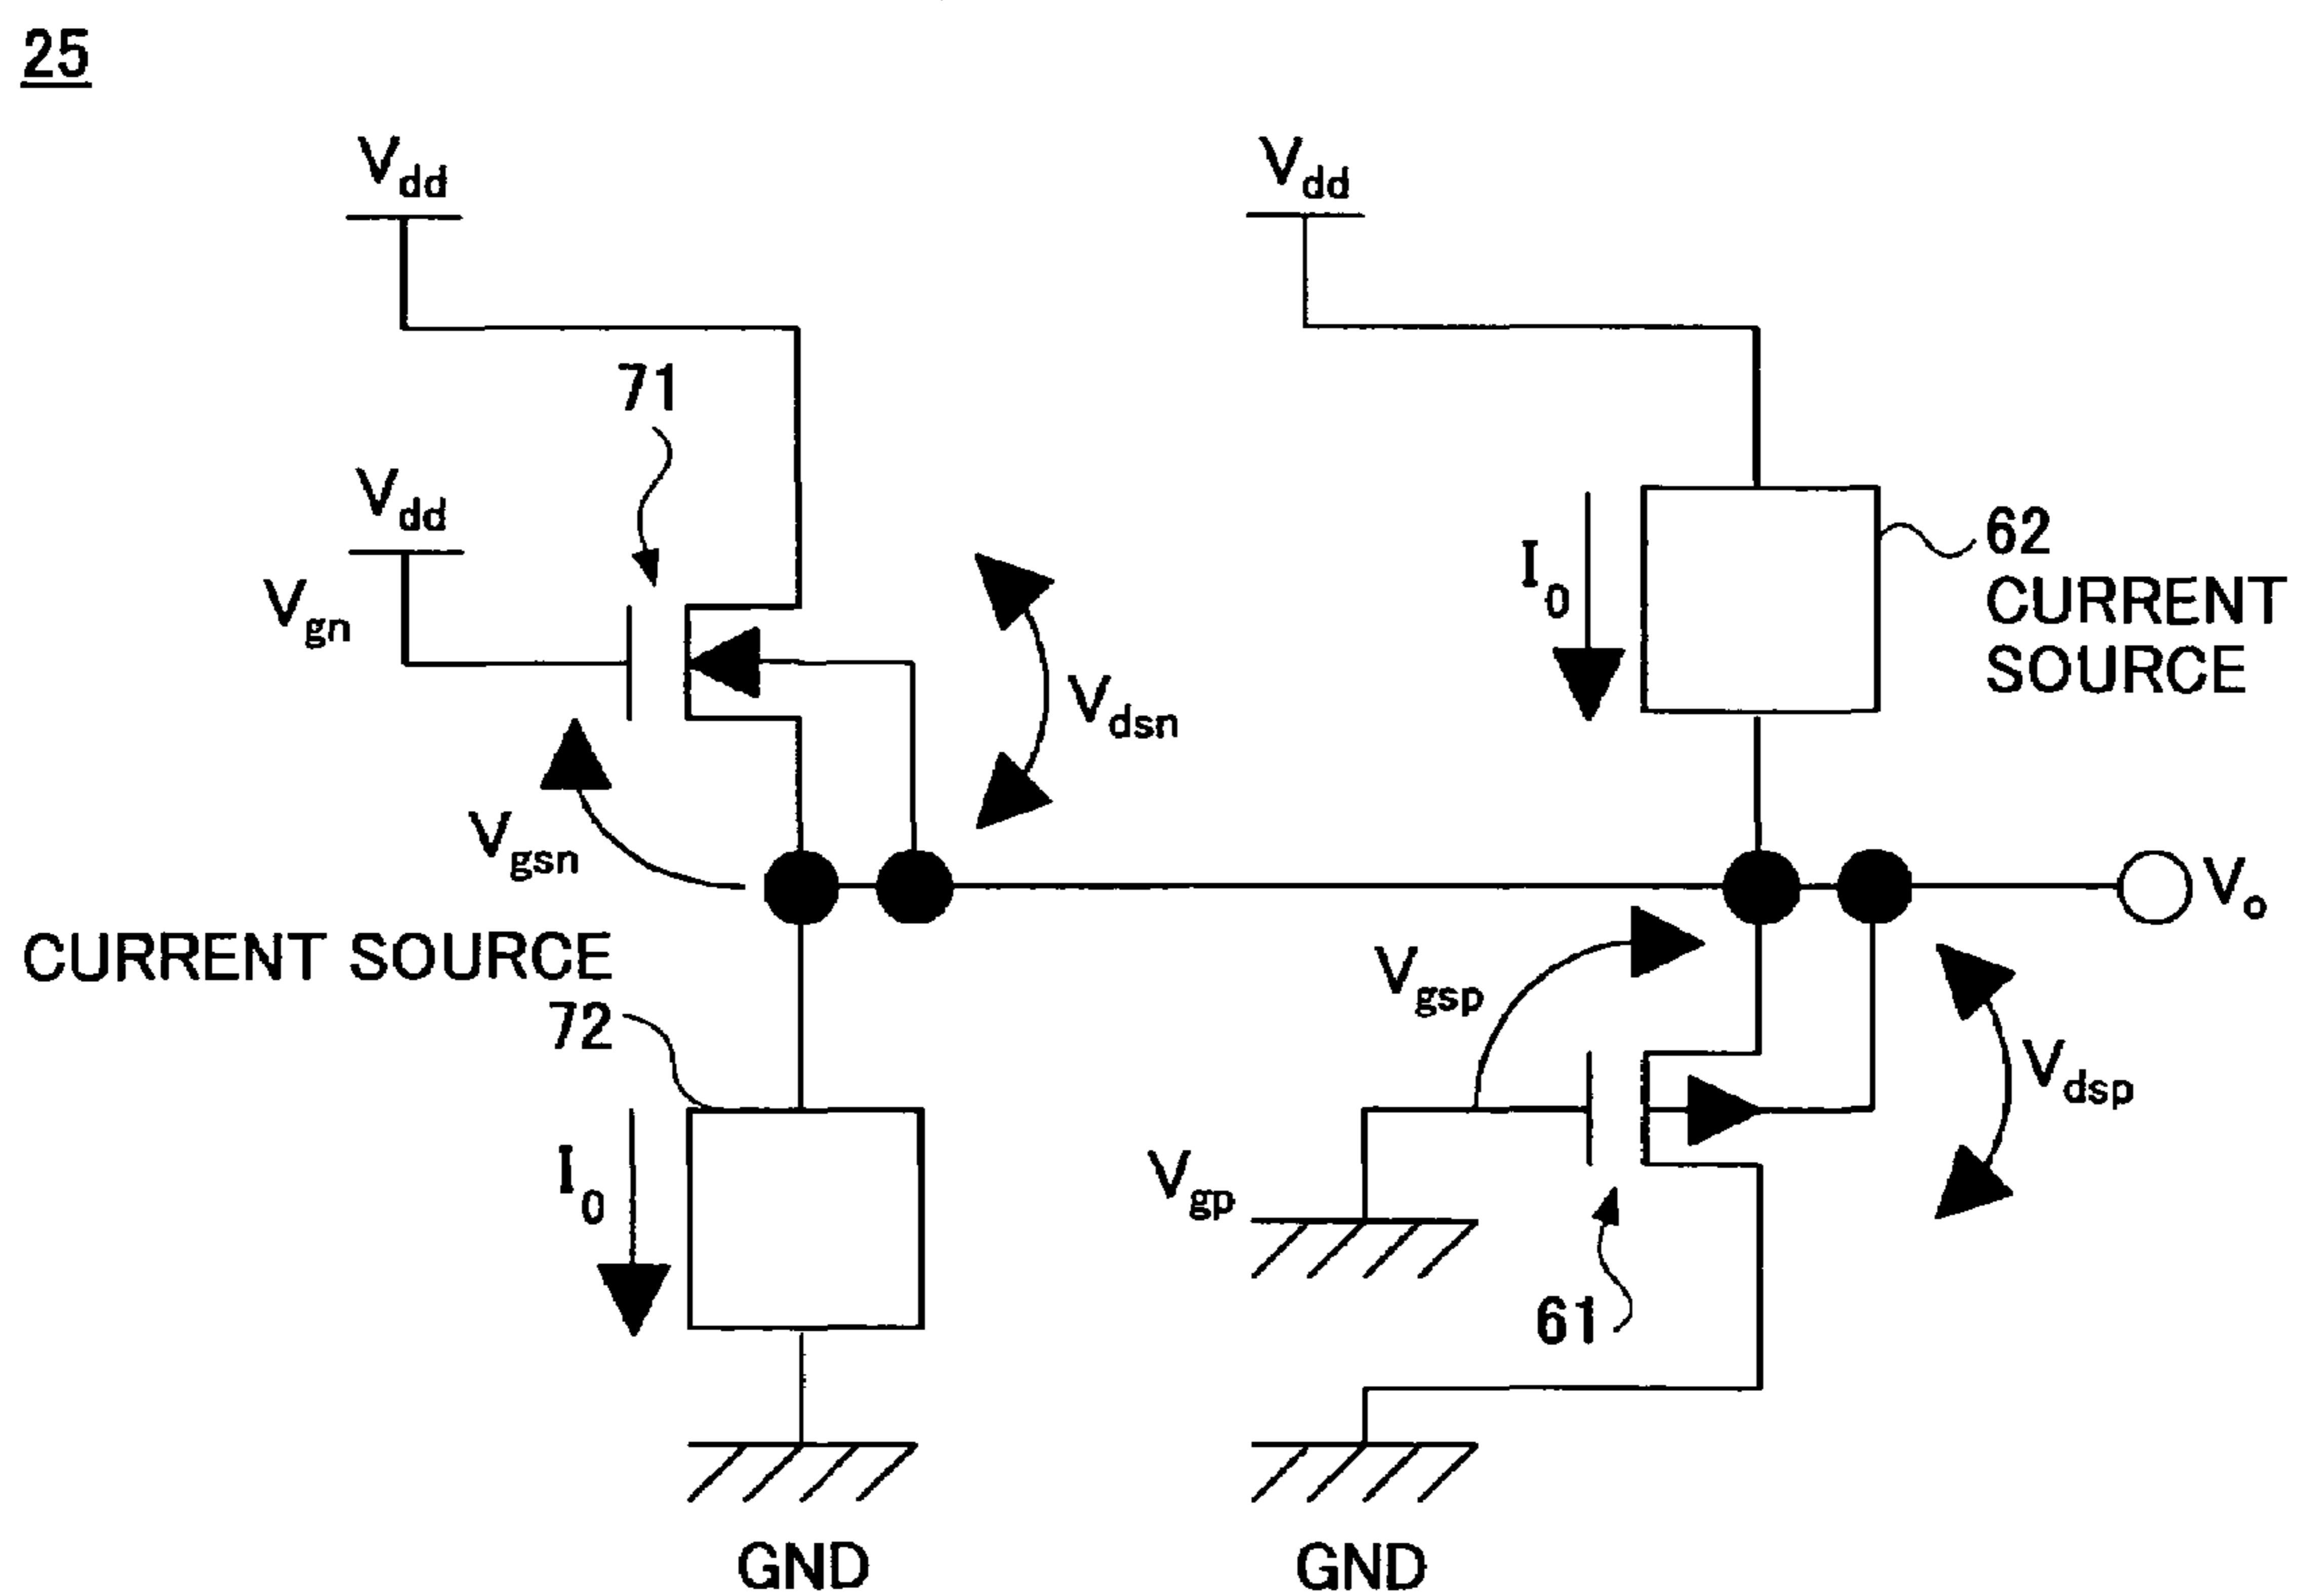 25
Vdd
Vdd
71
Vdd
Vgn
Vdsn
I0
62
CURRENT
SOURCE
Vgsn
Vo
CURRENT SOURCE
72
Vgsp
Vdsp
I0
Vgp
61
GND
GND